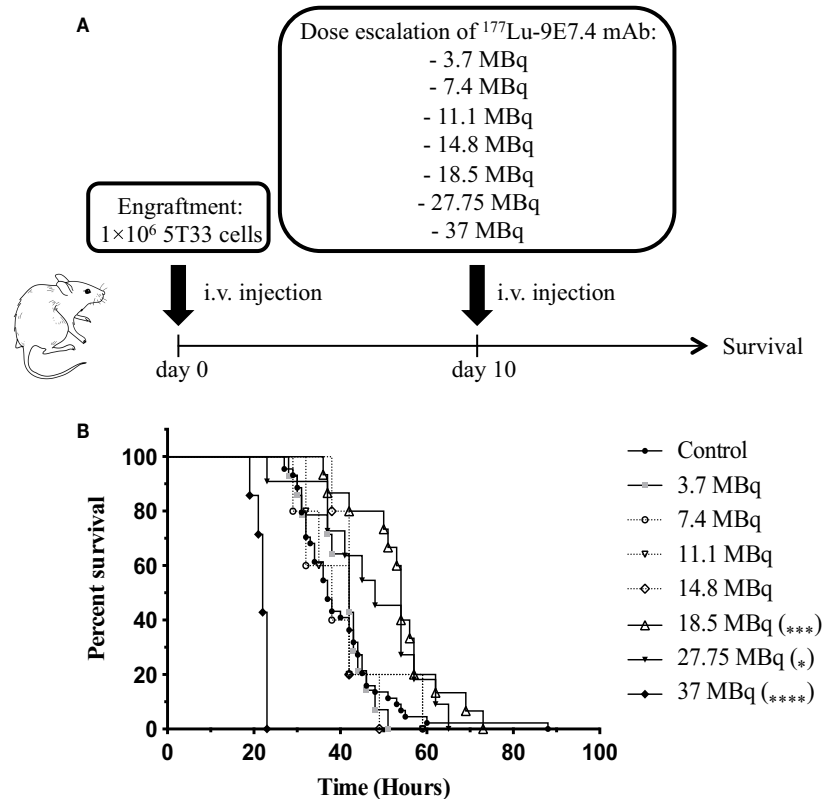 A
Dose escalation of ¹⁷⁷Lu-9E7.4 mAb:
- 3.7 MBq
- 7.4 MBq
- 11.1 MBq
- 14.8 MBq
- 18.5 MBq
- 27.75 MBq
- 37 MBq
Engraftment:
1×10⁶ 5T33 cells
i.v. injection
i.v. injection
Survival
day 0
day 10
B
Percent survival
100
80
60
40
20
0
0 20 40 60 80 100
Time (Hours)
Control
3.7 MBq
7.4 MBq
11.1 MBq
14.8 MBq
18.5 MBq (***)
27.75 MBq (*)
37 MBq (****)